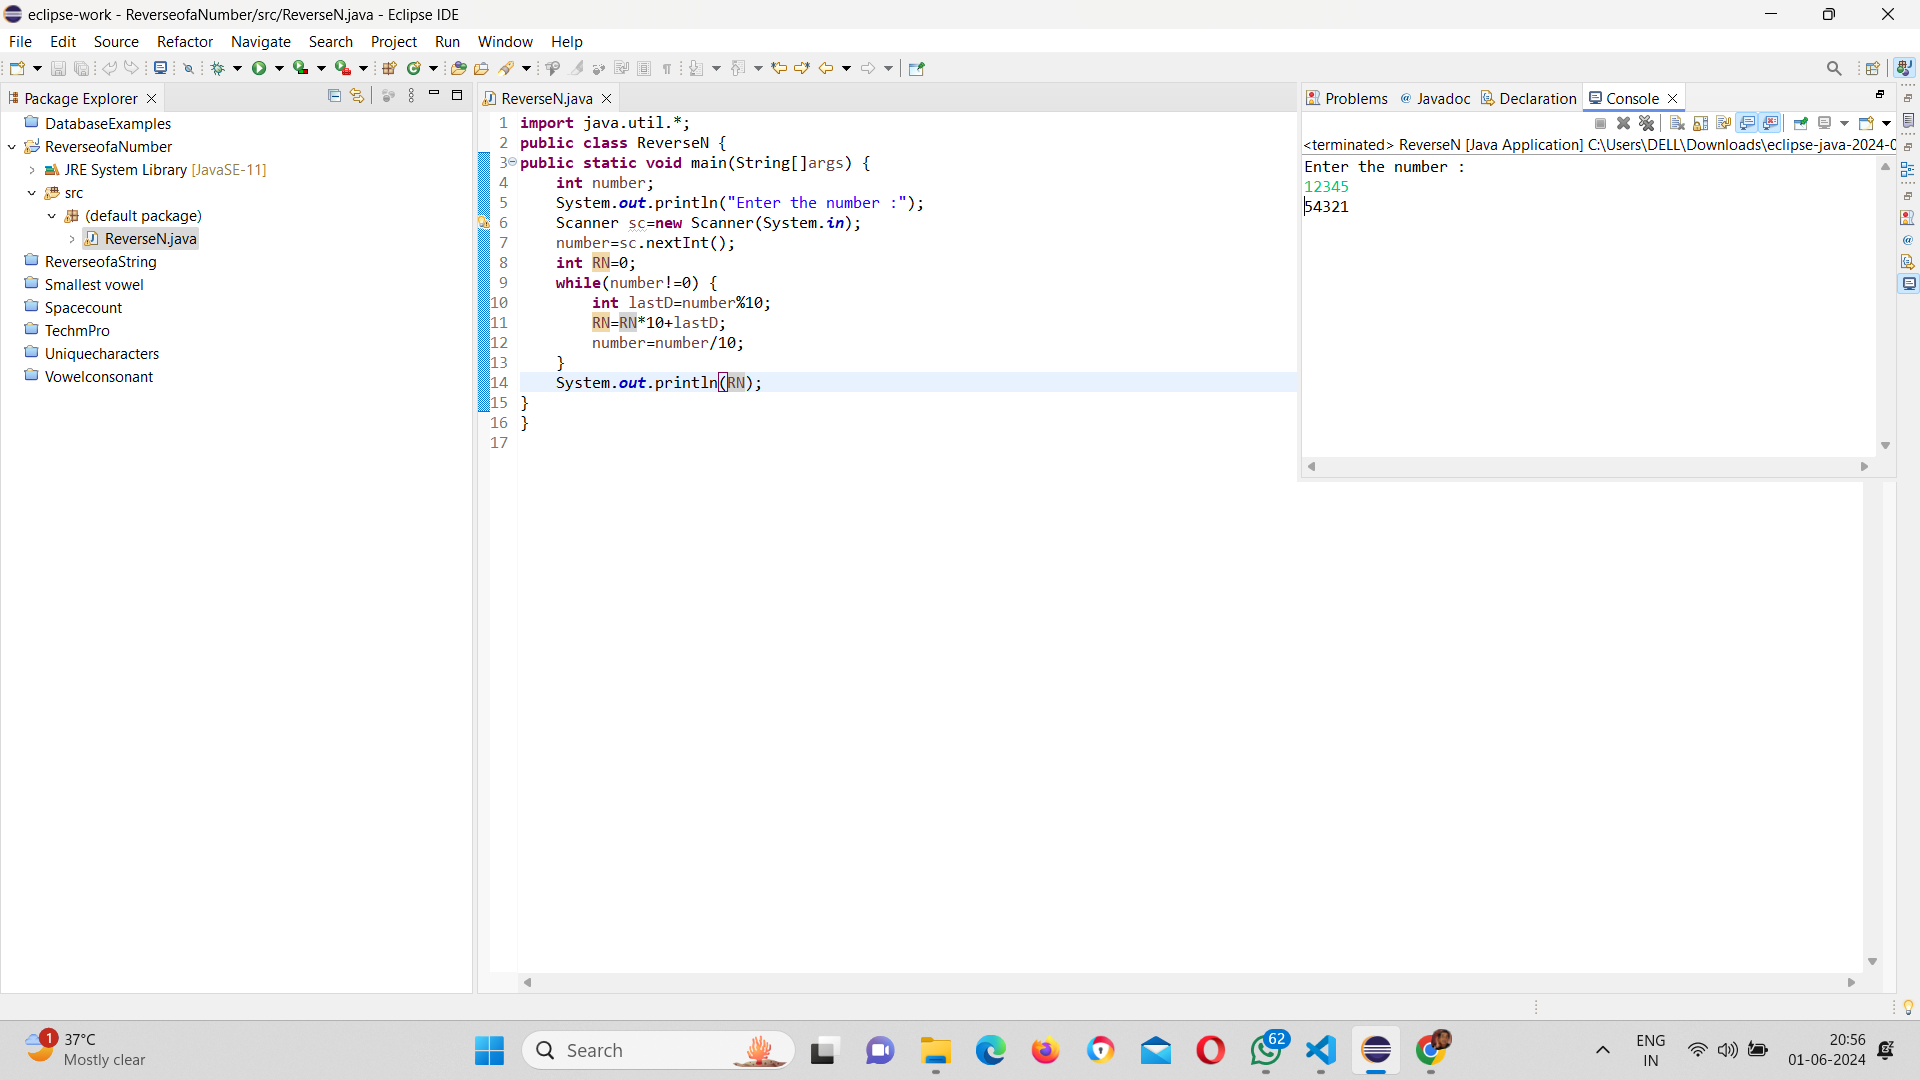 eclipse-work - ReverseofaNumber/src/ReverseN.java - Eclipse IDE
File Edit Source Refactor Navigate Search Project Run Window Help
Package Explorer
DatabaseExamples
ReverseofaNumber
JRE System Library [JavaSE-11]
src
(default package)
ReverseN.java
ReverseofaString
Smallest vowel
Spacecount
TechmPro
Uniquecharacters
Vowelconsonant
ReverseN.java
1 import java.util.*;
2 public class ReverseN {
3 public static void main(String[]args) {
4 int number;
5 System.out.println("Enter the number :");
6 Scanner sc=new Scanner(System.in);
7 number=sc.nextInt();
8 int RN=0;
9 while(number!=0) {
10 int lastD=number%10;
11 RN=RN*10+lastD;
12 number=number/10;
13 }
14 System.out.println(RN);
15 }
16 }
17
Problems Javadoc Declaration Console
<terminated> ReverseN [Java Application] C:\Users\DELL\Downloads\eclipse-java-2024-0
Enter the number :
12345
54321
1 37°C
Mostly clear
Search
62
ENG
IN
20:56
01-06-2024